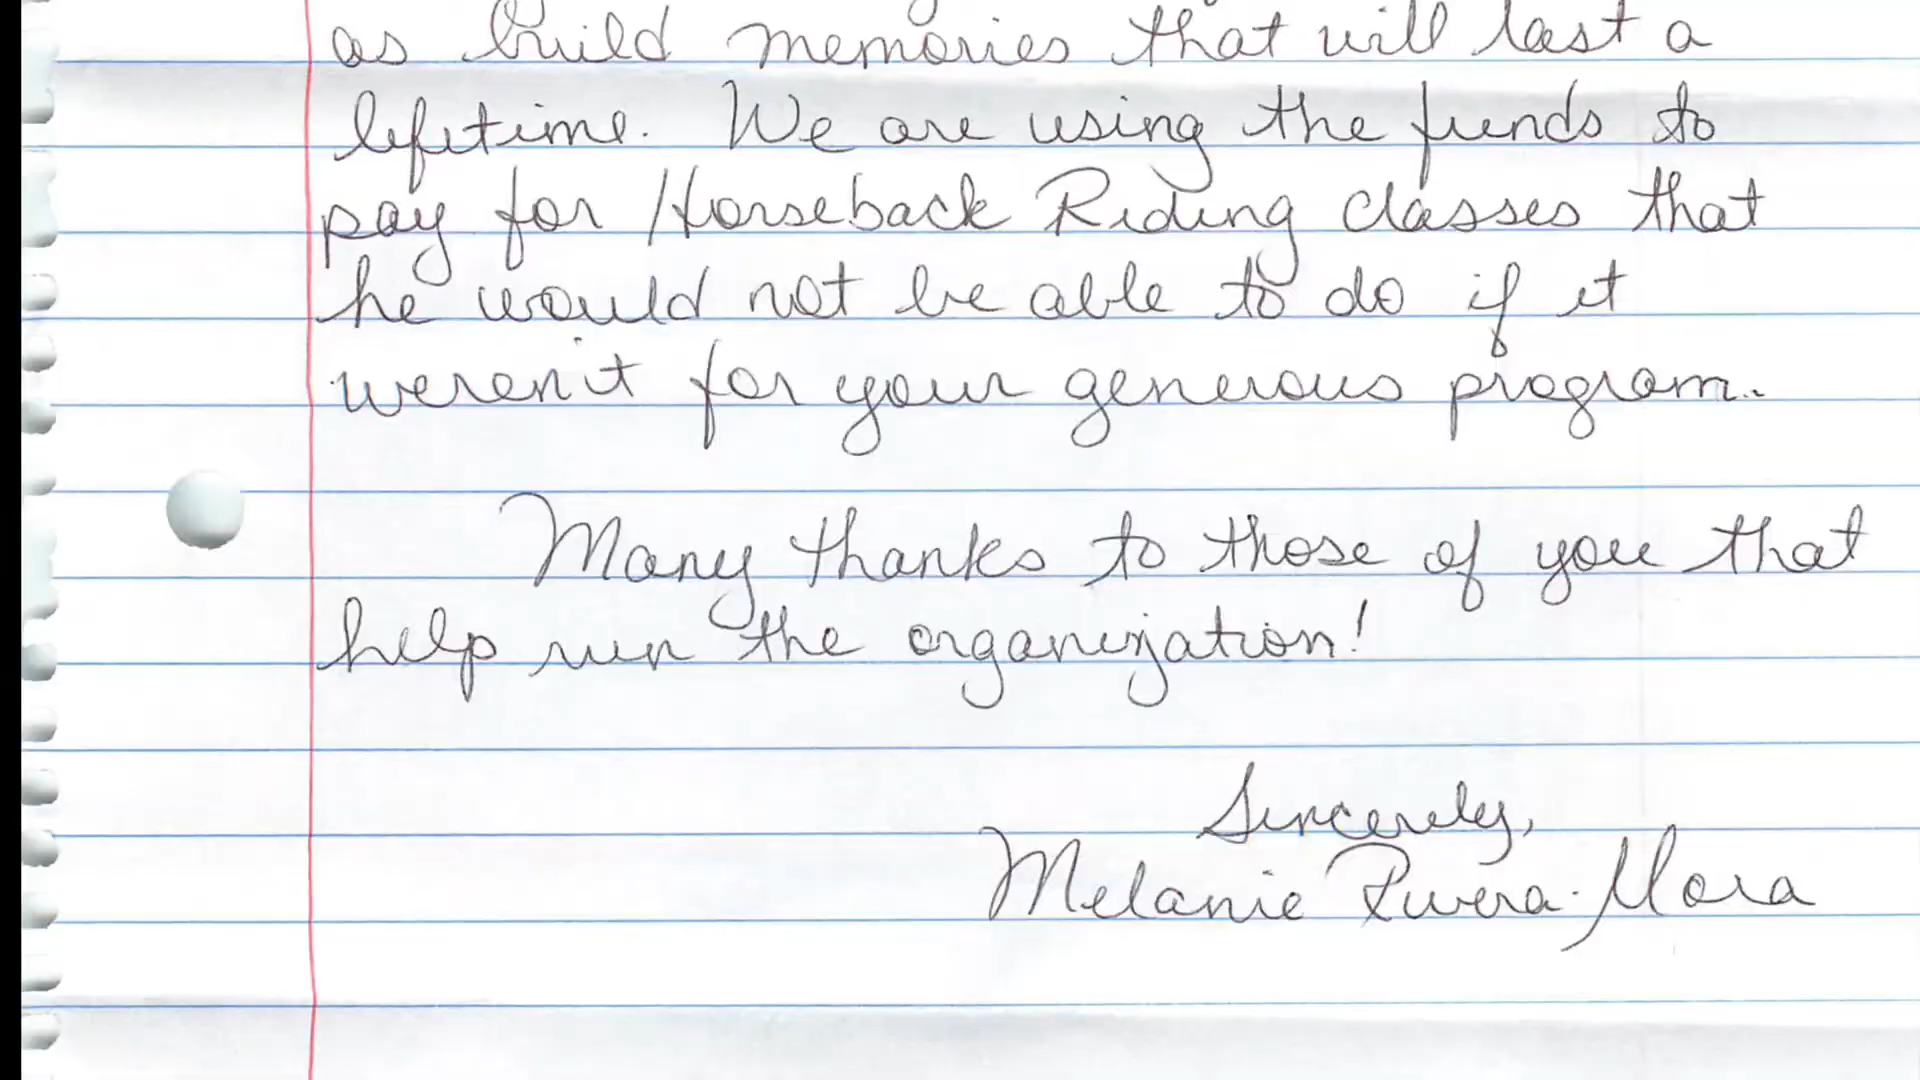 as build memories that will last a
lifetime. We are using the funds to
pay for Horseback Riding classes that
he would not be able to do if it
weren't for your generous program.
Many thanks to those of you that
help run the organization!
Sincerely,
Melanie Rivera-Mora